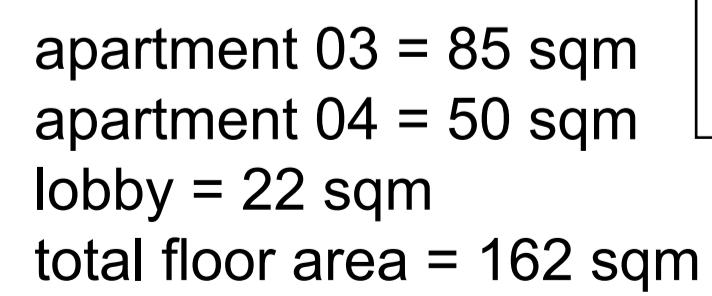 apartment 03 = 85 sqm
apartment 04 = 50 sqm
lobby = 22 sqm
total floor area = 162 sqm